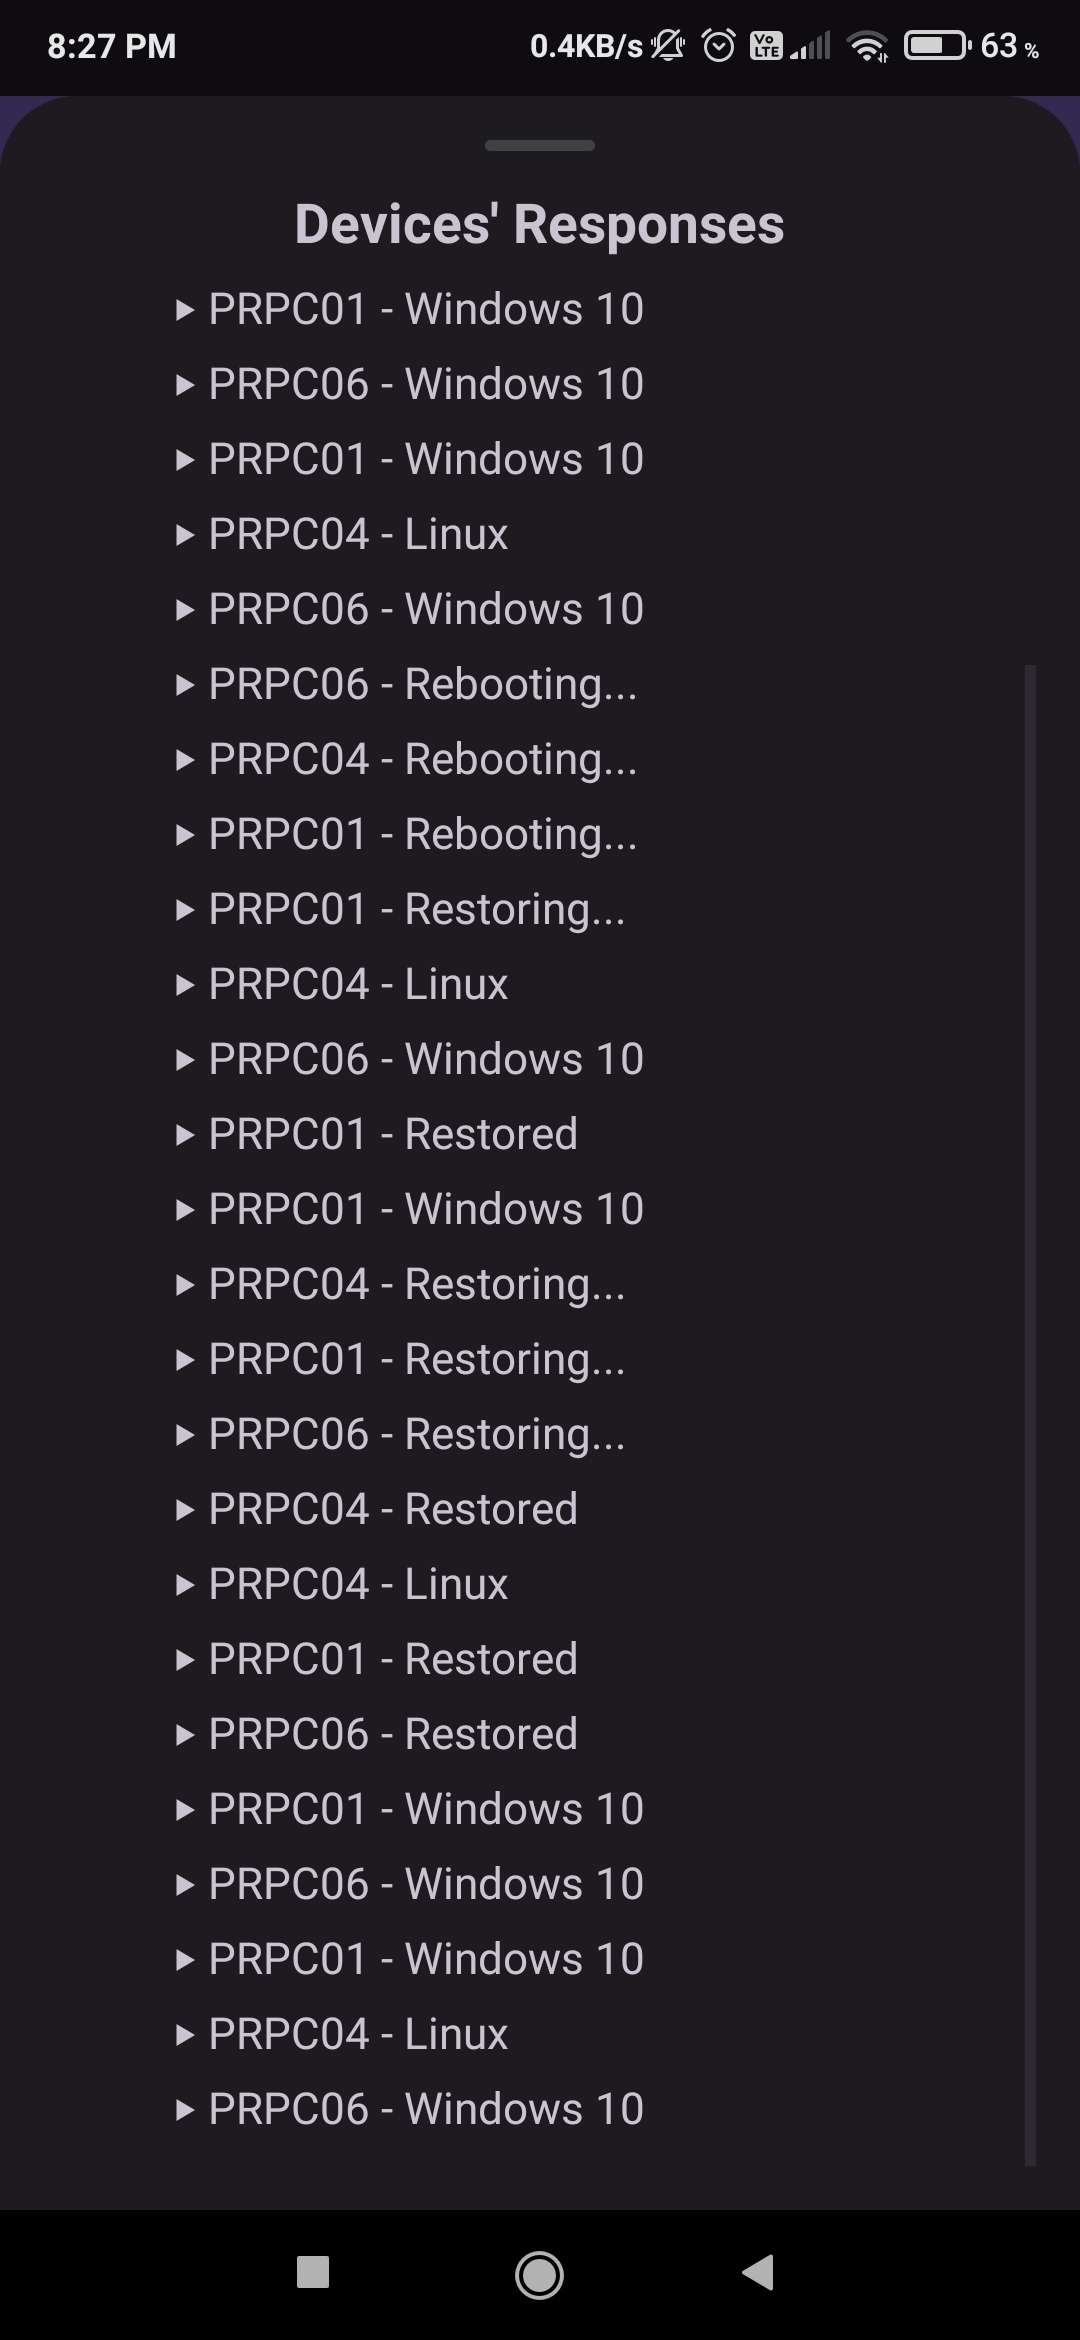 8:27 PM 0.4KB/s Vo LTE 63 %
Devices' Responses
PRPC01 - Windows 10
PRPC06 - Windows 10
PRPC01 - Windows 10
PRPC04 - Linux
PRPC06 - Windows 10
PRPC06 - Rebooting...
PRPC04 - Rebooting...
PRPC01 - Rebooting...
PRPC01 - Restoring...
PRPC04 - Linux
PRPC06 - Windows 10
PRPC01 - Restored
PRPC01 - Windows 10
PRPC04 - Restoring...
PRPC01 - Restoring...
PRPC06 - Restoring...
PRPC04 - Restored
PRPC04 - Linux
PRPC01 - Restored
PRPC06 - Restored
PRPC01 - Windows 10
PRPC06 - Windows 10
PRPC01 - Windows 10
PRPC04 - Linux
PRPC06 - Windows 10